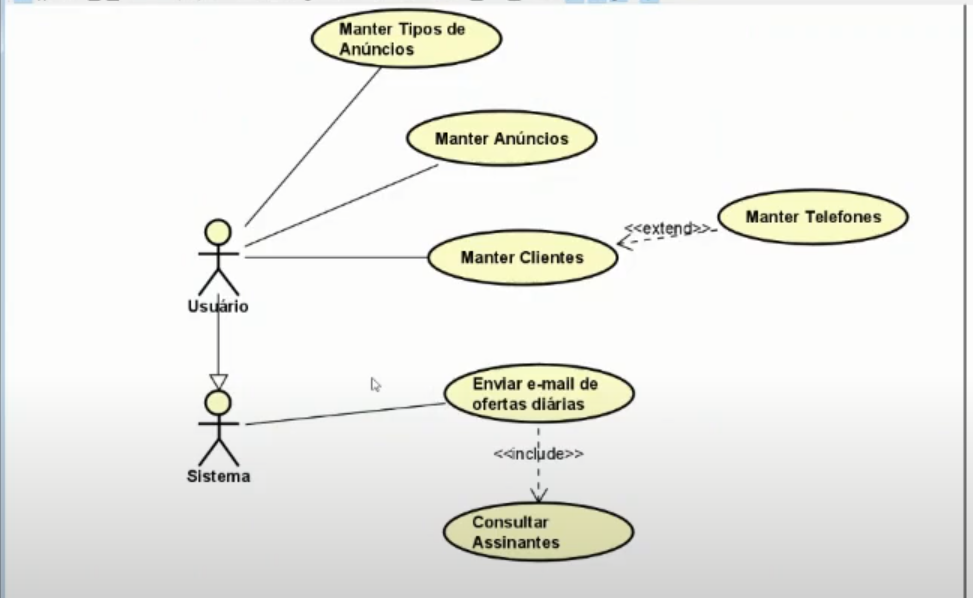 Manter Tipos de
Anúncios
Manter Anúncios
Manter Telefones
<<extend>>
Manter Clientes
Usuário
Enviar e-mail de
ofertas diárias
<<include>>
Sistema
Consultar
Assinantes